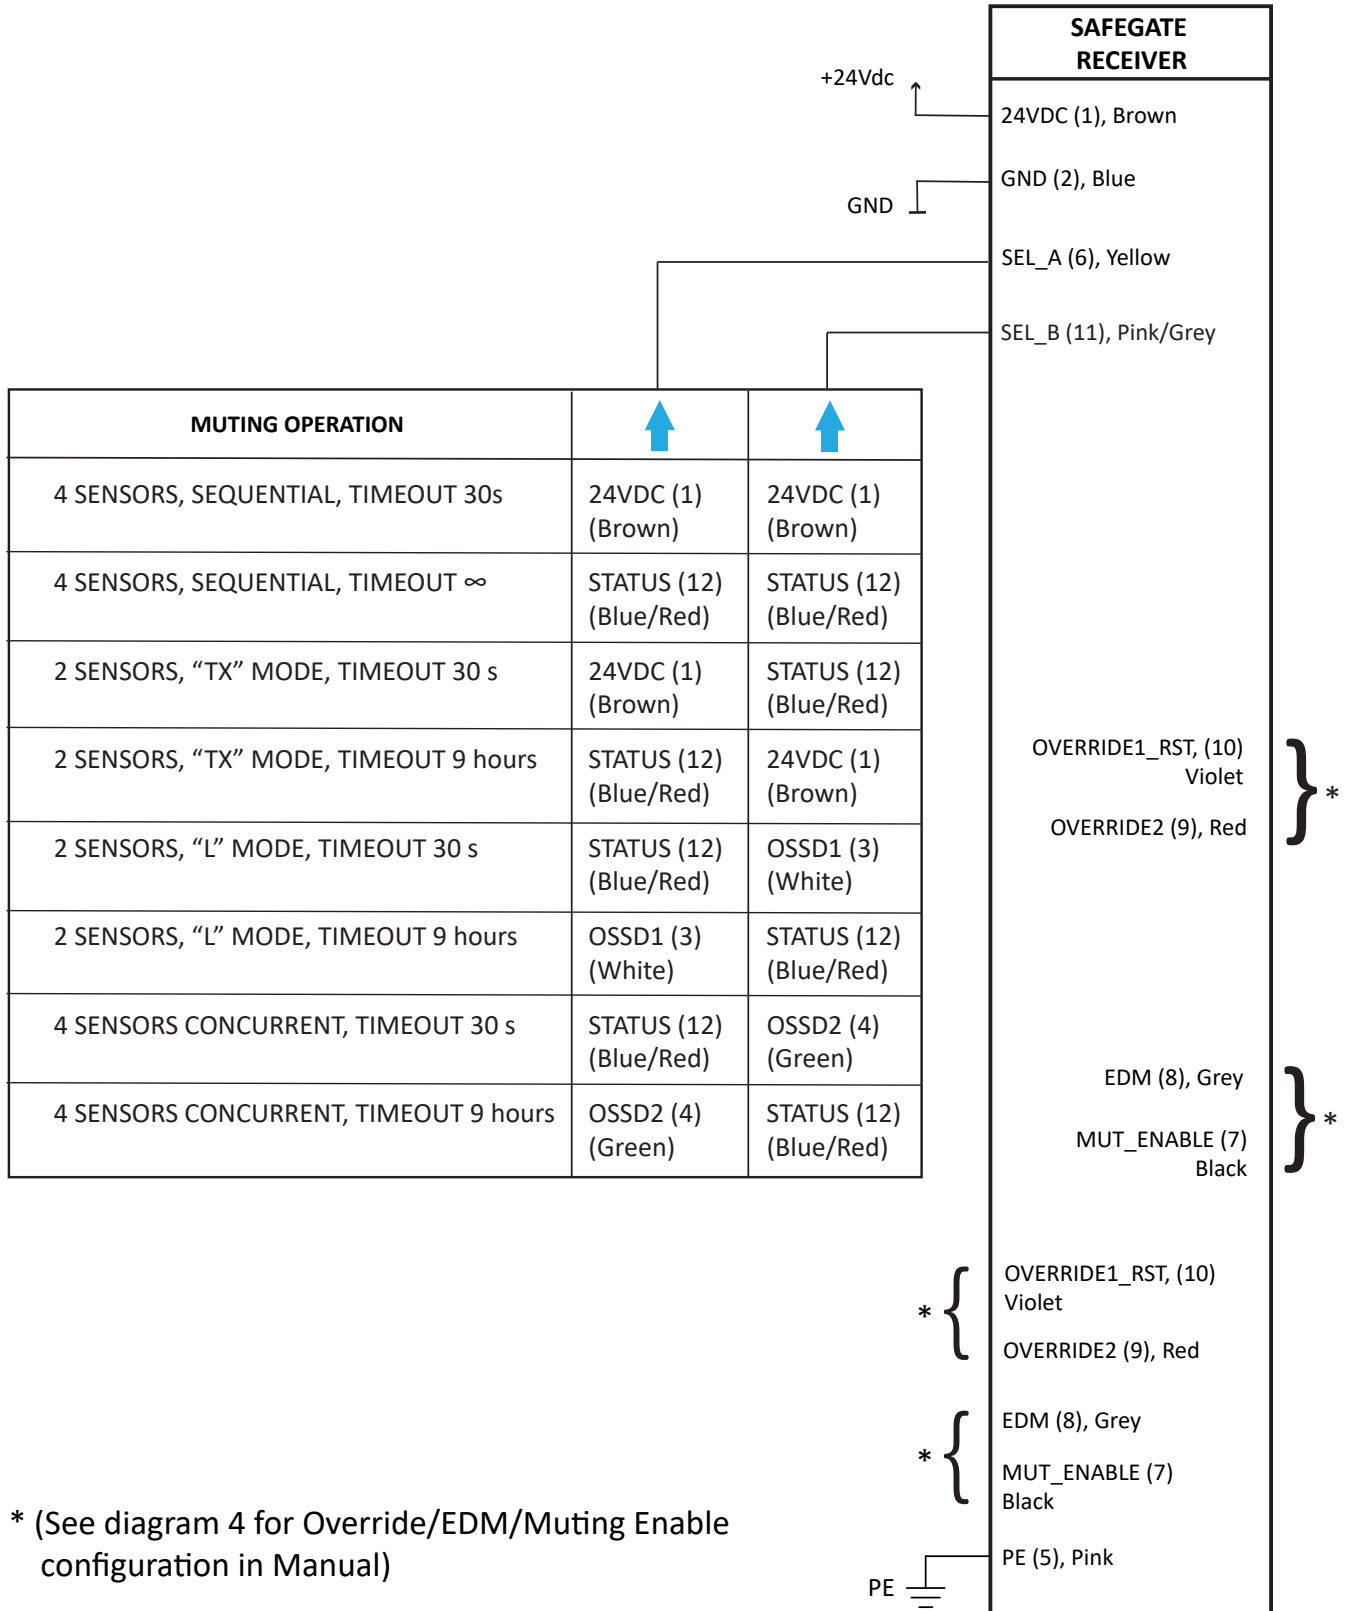 SAFEGATE
RECEIVER
+24Vdc
24VDC (1), Brown
GND (2), Blue
GND
SEL_A (6), Yellow
SEL_B (11), Pink/Grey
MUTING OPERATION
4 SENSORS, SEQUENTIAL, TIMEOUT 30s
24VDC (1)
(Brown)
24VDC (1)
(Brown)
4 SENSORS, SEQUENTIAL, TIMEOUT ∞
STATUS (12)
(Blue/Red)
STATUS (12)
(Blue/Red)
2 SENSORS, “TX” MODE, TIMEOUT 30 s
24VDC (1)
(Brown)
STATUS (12)
(Blue/Red)
2 SENSORS, “TX” MODE, TIMEOUT 9 hours
STATUS (12)
(Blue/Red)
24VDC (1)
(Brown)
2 SENSORS, “L” MODE, TIMEOUT 30 s
STATUS (12)
(Blue/Red)
OSSD1 (3)
(White)
2 SENSORS, “L” MODE, TIMEOUT 9 hours
OSSD1 (3)
(White)
STATUS (12)
(Blue/Red)
4 SENSORS CONCURRENT, TIMEOUT 30 s
STATUS (12)
(Blue/Red)
OSSD2 (4)
(Green)
4 SENSORS CONCURRENT, TIMEOUT 9 hours
OSSD2 (4)
(Green)
STATUS (12)
(Blue/Red)
OVERRIDE1_RST, (10)
Violet
*
OVERRIDE2 (9), Red
EDM (8), Grey
*
MUT_ENABLE (7)
Black
OVERRIDE1_RST, (10)
Violet
*
OVERRIDE2 (9), Red
EDM (8), Grey
*
MUT_ENABLE (7)
Black
* (See diagram 4 for Override/EDM/Muting Enable
configuration in Manual)
PE (5), Pink
PE